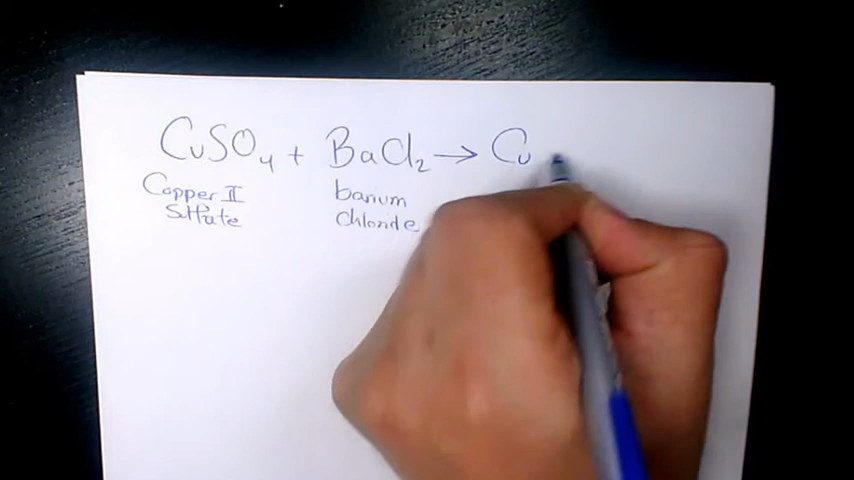 CuSO₄ + BaCl₂ → Cu
Copper II barium
Sulfate chloride